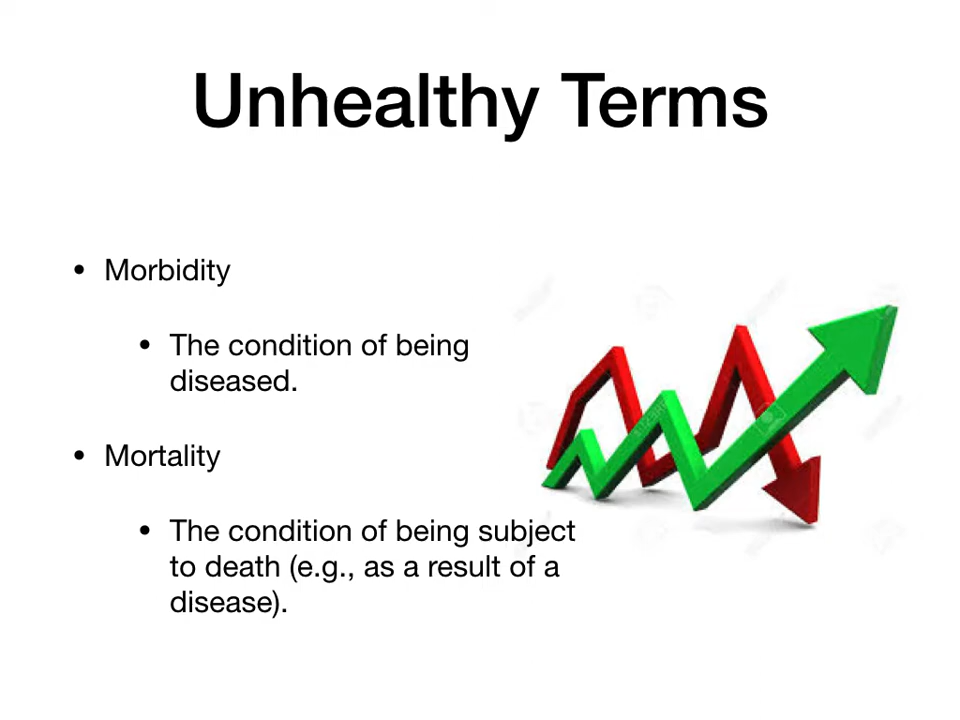 Unhealthy Terms
• Morbidity
• The condition of being
diseased.
• Mortality
• The condition of being subject
to death (e.g., as a result of a
disease).